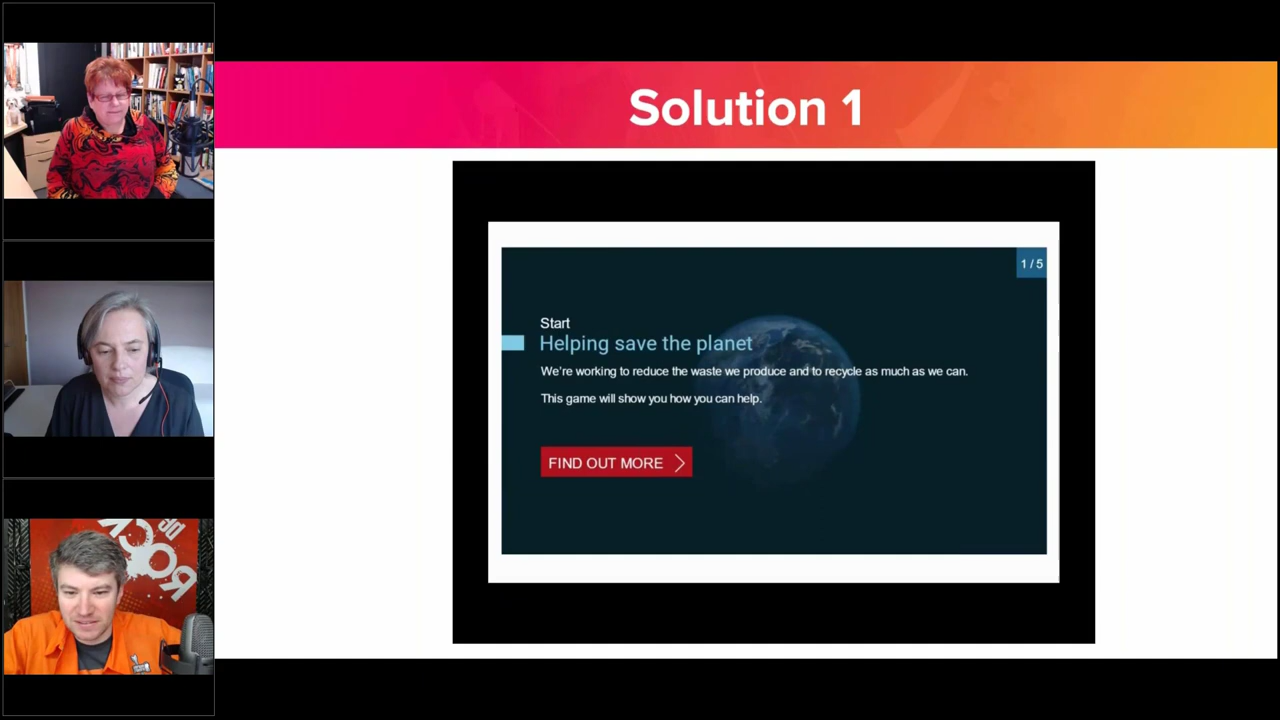 Solution 1
1 / 5
Start
Helping save the planet
We're working to reduce the waste we produce and to recycle as much as we can.
This game will show you how you can help.
FIND OUT MORE
3D
ROCK